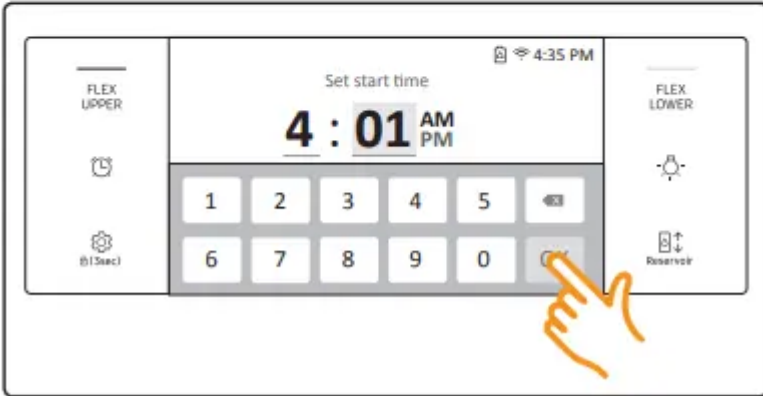 4:35 PM
FLEX
UPPER
Set start time
FLEX
LOWER
4 : 01 AM
PM
1 2 3 4 5
(3sec)
6 7 8 9 0
Reservoir